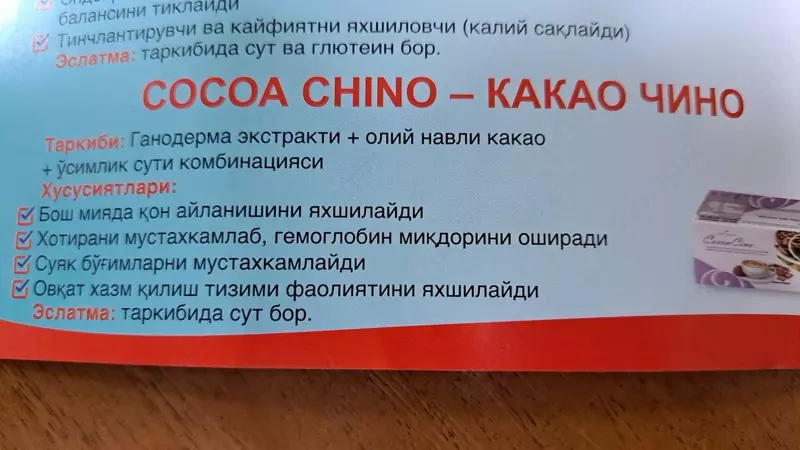 балансини тиклайди
Тинчлантирувчи ва кайфиятни яхшиловчи (калий сақлайди)
Эслатма: таркибида сут ва глютеин бор.
COCOA CHINO – КАКАО ЧИНО
Таркиби: Ганодерма экстракти + олий навли какао
+ ўсимлик сути комбинацияси
Хусусиятлари:
Бош мияда қон айланишини яхшилайди
Хотирани мустахкамлаб, гемоглобин миқдорини оширади
Суяк бўғимларни мустахкамлайди
Овқат хазм қилиш тизими фаолиятини яхшилайди
Эслатма: таркибида сут бор.